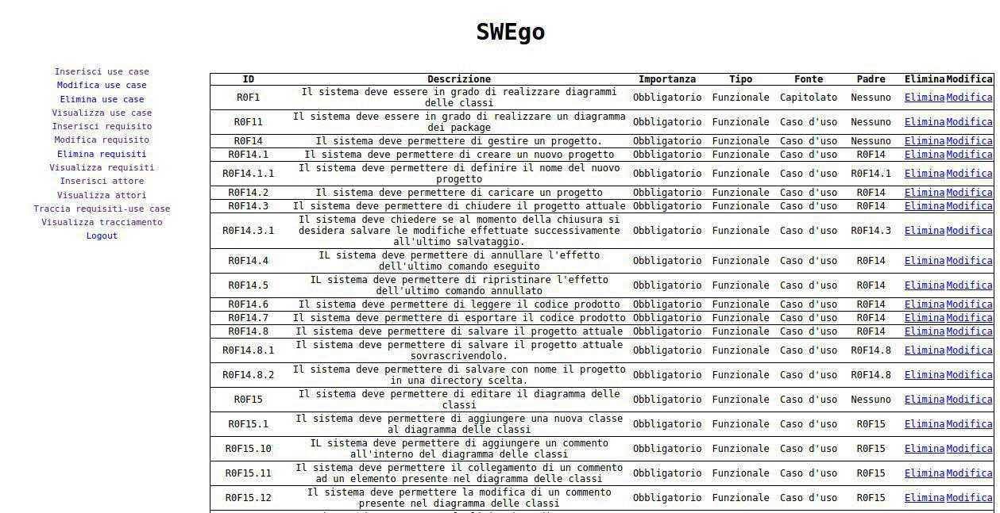 SWEgo
Inserisci use case
Modifica use case
Elimina use case
Visualizza use case
Inserisci requisito
Modifica requisito
Elimina requisiti
Visualizza requisiti
Inserisci attore
Visualizza attori
Traccia requisiti-use case
Visualizza tracciamento
Logout
ID Descrizione Importanza Tipo Fonte Padre Elimina Modifica
Il sistema deve essere in grado di realizzare diagrammi
R0F1 Obbligatorio Funzionale Capitolato Nessuno Elimina Modifica
delle classi
Il sistema deve essere in grado di realizzare un diagramma
R0F11 Obbligatorio Funzionale Caso d'uso Nessuno Elimina Modifica
dei package
R0F14 Il sistema deve permettere di gestire un progetto. Obbligatorio Funzionale Caso d'uso Nessuno Elimina Modifica
R0F14.1 Il sistema deve permettere di creare un nuovo progetto Obbligatorio Funzionale Caso d'uso R0F14 Elimina Modifica
Il sistema deve permettere di definire il nome del nuovo
R0F14.1.1 Obbligatorio Funzionale Caso d'uso R0F14.1 Elimina Modifica
progetto
R0F14.2 Il sistema deve permettere di caricare un progetto Obbligatorio Funzionale Caso d'uso R0F14 Elimina Modifica
R0F14.3 Il sistema deve permettere di chiudere il progetto attuale Obbligatorio Funzionale Caso d'uso R0F14 Elimina Modifica
Il sistema deve chiedere se al momento della chiusura si
R0F14.3.1 desidera salvare le modifiche effettuate successivamente Obbligatorio Funzionale Caso d'uso R0F14.3 Elimina Modifica
all'ultimo salvataggio.
IL sistema deve permettere di annullare l'effetto
R0F14.4 Obbligatorio Funzionale Caso d'uso R0F14 Elimina Modifica
dell'ultimo comando eseguito
IL sistema deve permettere di ripristinare l'effetto
R0F14.5 Obbligatorio Funzionale Caso d'uso R0F14 Elimina Modifica
dell'ultimo comando annullato
R0F14.6 Il sistema deve permettere di leggere il codice prodotto Obbligatorio Funzionale Caso d'uso R0F14 Elimina Modifica
R0F14.7 Il sistema deve permettere di esportare il codice prodotto Obbligatorio Funzionale Caso d'uso R0F14 Elimina Modifica
R0F14.8 Il sistema deve permettere di salvare il progetto attuale Obbligatorio Funzionale Caso d'uso R0F14 Elimina Modifica
Il sistema deve permettere di salvare il progetto attuale
R0F14.8.1 Obbligatorio Funzionale Caso d'uso R0F14.8 Elimina Modifica
sovrascrivendolo.
Il sistema deve permettere di salvare con nome il progetto
R0F14.8.2 Obbligatorio Funzionale Caso d'uso R0F14.8 Elimina Modifica
in una directory scelta.
Il sistema deve permettere di editare il diagramma delle
R0F15 Obbligatorio Funzionale Caso d'uso Nessuno Elimina Modifica
classi
Il sistema deve permettere di aggiungere una nuova classe
R0F15.1 Obbligatorio Funzionale Caso d'uso R0F15 Elimina Modifica
al diagramma delle classi
IL sistema deve permettere di aggiungere un commento
R0F15.10 Obbligatorio Funzionale Caso d'uso R0F15 Elimina Modifica
all'interno del diagramma delle classi
Il sistema deve permettere il collegamento di un commento
R0F15.11 Obbligatorio Funzionale Caso d'uso R0F15 Elimina Modifica
ad un elemento presente nel diagramma delle classi
Il sistema deve permettere la modifica di un commento
R0F15.12 Obbligatorio Funzionale Caso d'uso R0F15 Elimina Modifica
presente nel diagramma delle classi